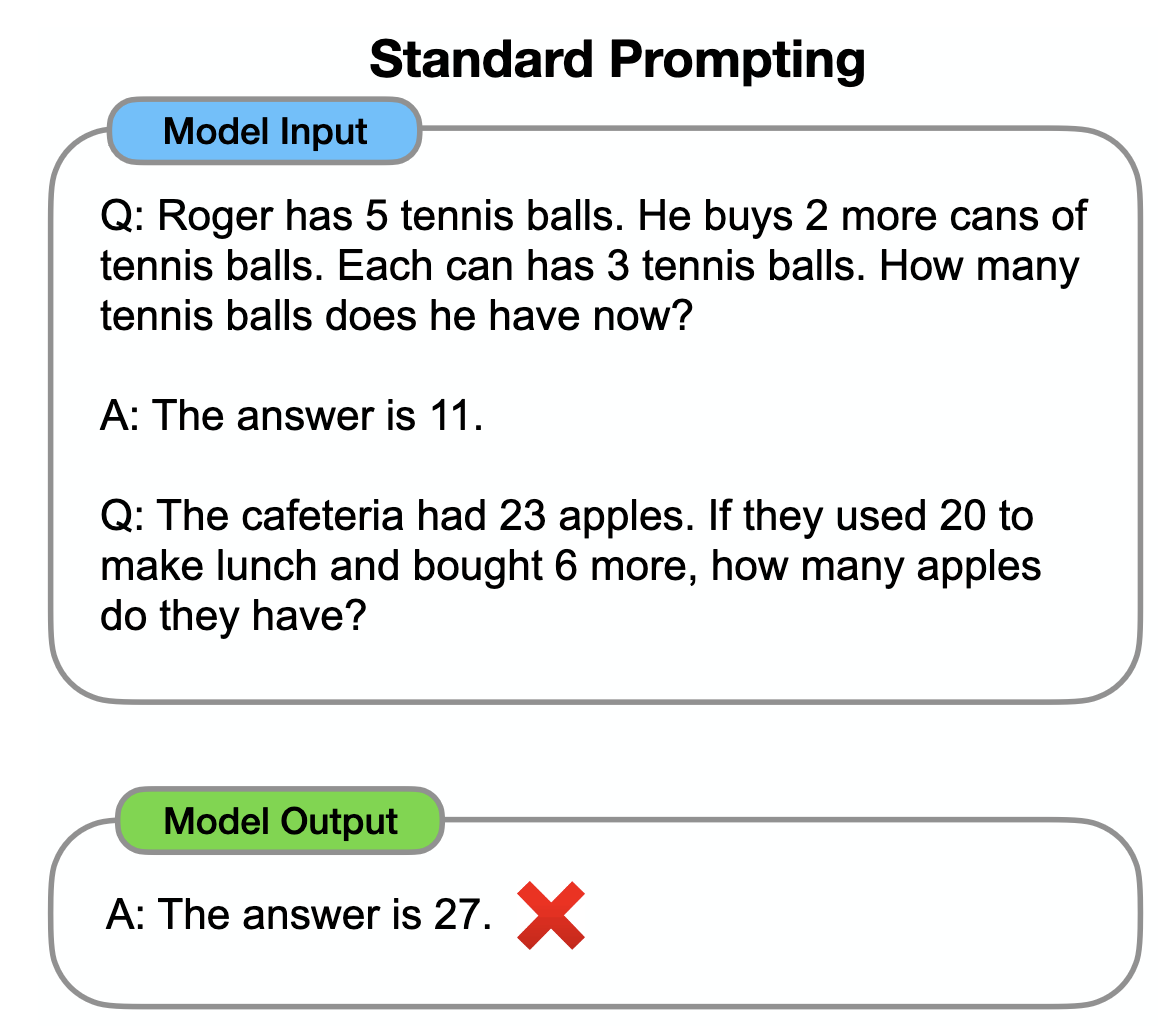 Standard Prompting
Model Input
Q: Roger has 5 tennis balls. He buys 2 more cans of
tennis balls. Each can has 3 tennis balls. How many
tennis balls does he have now?
A: The answer is 11.
Q: The cafeteria had 23 apples. If they used 20 to
make lunch and bought 6 more, how many apples
do they have?
Model Output
A: The answer is 27.